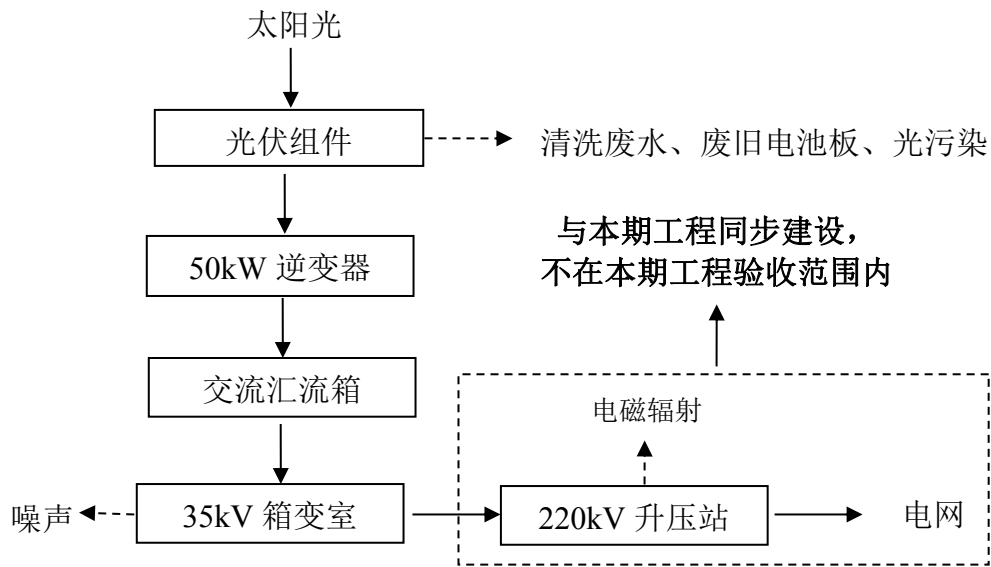 太阳光
光伏组件
清洗废水、废旧电池板、光污染
与本期工程同步建设，
不在本期工程验收范围内
50kW 逆变器
交流汇流箱
电磁辐射
噪声
35kV 箱变室
220kV 升压站
电网